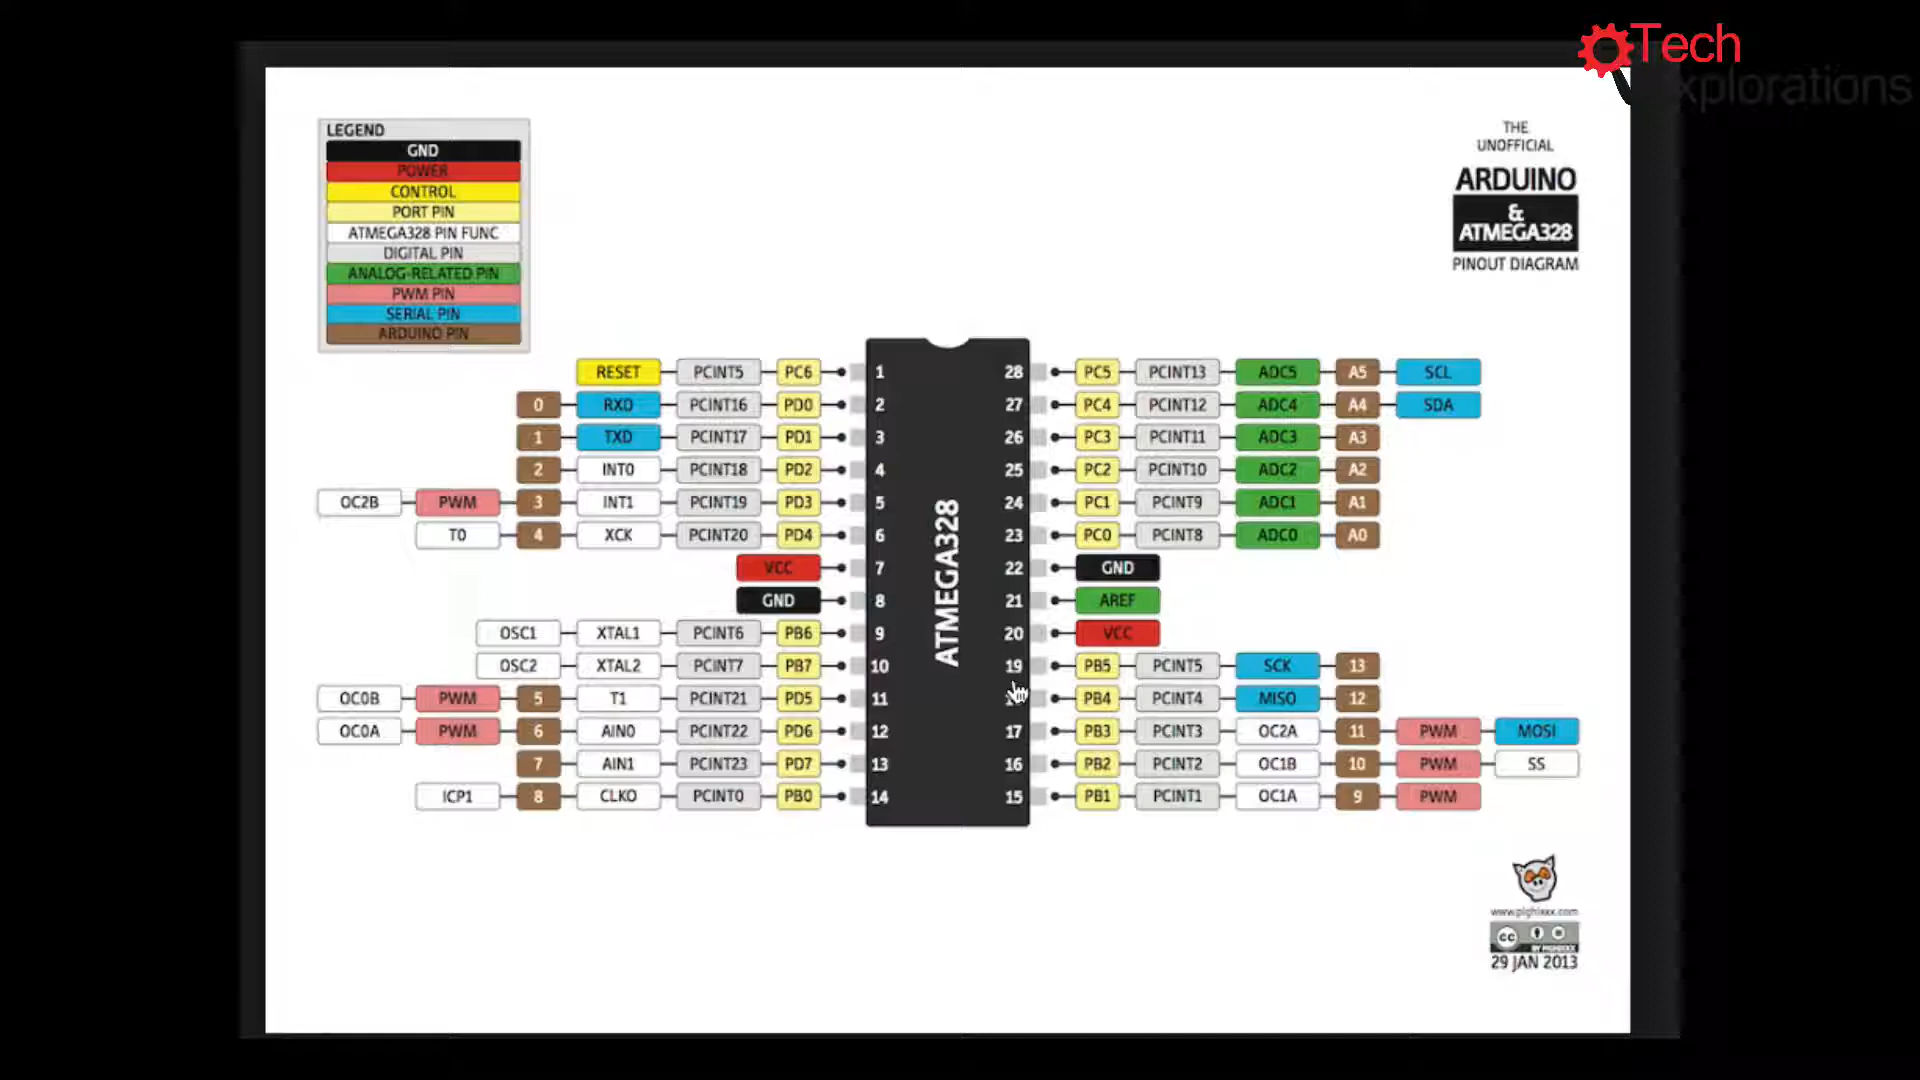 Tech
xplorations
LEGEND
GND
POWER
CONTROL
PORT PIN
ATMEGA328 PIN FUNC
DIGITAL PIN
ANALOG-RELATED PIN
PWM PIN
SERIAL PIN
ARDUINO PIN
THE
UNOFFICIAL
ARDUINO
&
ATMEGA328
PINOUT DIAGRAM
RESET PCINT5 PC6 1 28 PC5 PCINT13 ADC5 A5 SCL
0 RXD PCINT16 PD0 2 27 PC4 PCINT12 ADC4 A4 SDA
1 TXD PCINT17 PD1 3 26 PC3 PCINT11 ADC3 A3
2 INT0 PCINT18 PD2 4 25 PC2 PCINT10 ADC2 A2
OC2B PWM 3 INT1 PCINT19 PD3 5 24 PC1 PCINT9 ADC1 A1
T0 4 XCK PCINT20 PD4 6 23 PC0 PCINT8 ADC0 A0
VCC 7 22 GND
GND 8 21 AREF
OSC1 XTAL1 PCINT6 PB6 9 20 VCC
OSC2 XTAL2 PCINT7 PB7 10 19 PB5 PCINT5 SCK 13
OC0B PWM 5 T1 PCINT21 PD5 11 PB4 PCINT4 MISO 12
OC0A PWM 6 AIN0 PCINT22 PD6 12 17 PB3 PCINT3 OC2A 11 PWM MOSI
7 AIN1 PCINT23 PD7 13 16 PB2 PCINT2 OC1B 10 PWM SS
ICP1 8 CLKO PCINT0 PB0 14 15 PB1 PCINT1 OC1A 9 PWM
ATMEGA328
www.pighixxx.com
cc
BY PIGHIXXX
29 JAN 2013